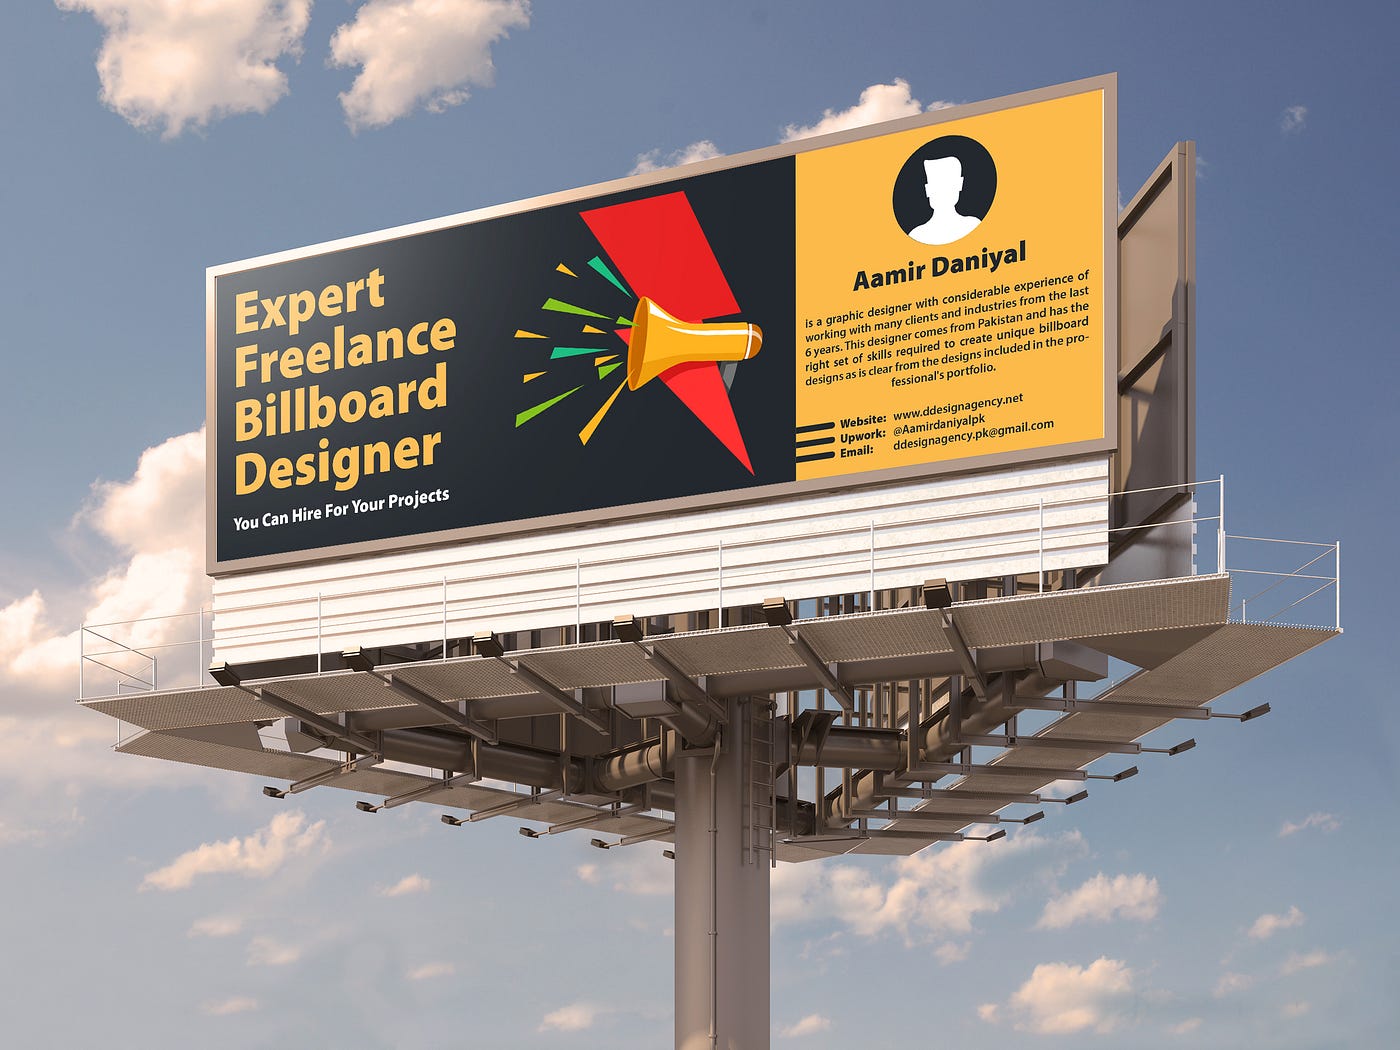 Expert
Freelance
Billboard
Designer
You Can Hire For Your Projects
Aamir Daniyal
is a graphic designer with considerable experience of
working with many clients and industries from the last
6 years. This designer comes from Pakistan and has the
right set of skills required to create unique billboard
designs as is clear from the designs included in the pro-
fessional's portfolio.
Website: www.ddesignagency.net
Upwork: @Aamirdaniyalpk
Email: ddesignagency.pk@gmail.com